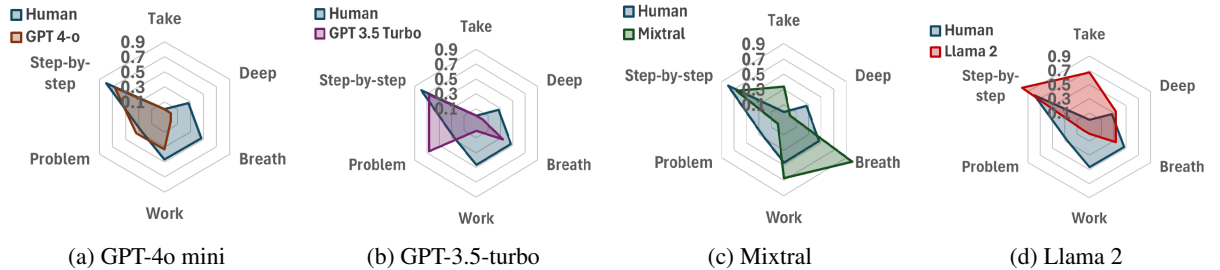 Human
GPT 4-o
Take
0.9
0.7
0.5
0.3
0.1
Step-by-
step
Deep
Problem
Breath
Work
(a) GPT-4o mini
Human
GPT 3.5 Turbo
Take
0.9
0.7
0.5
0.3
0.1
Step-by-step
Deep
Problem
Breath
Work
(b) GPT-3.5-turbo
Human
Mixtral
Take
0.9
0.7
0.5
0.3
0.1
Step-by-step
Deep
Problem
Breath
Work
(c) Mixtral
Human
Llama 2
Take
0.9
0.7
0.5
0.3
0.1
Step-by-
step
Deep
Problem
Breath
Work
(d) Llama 2